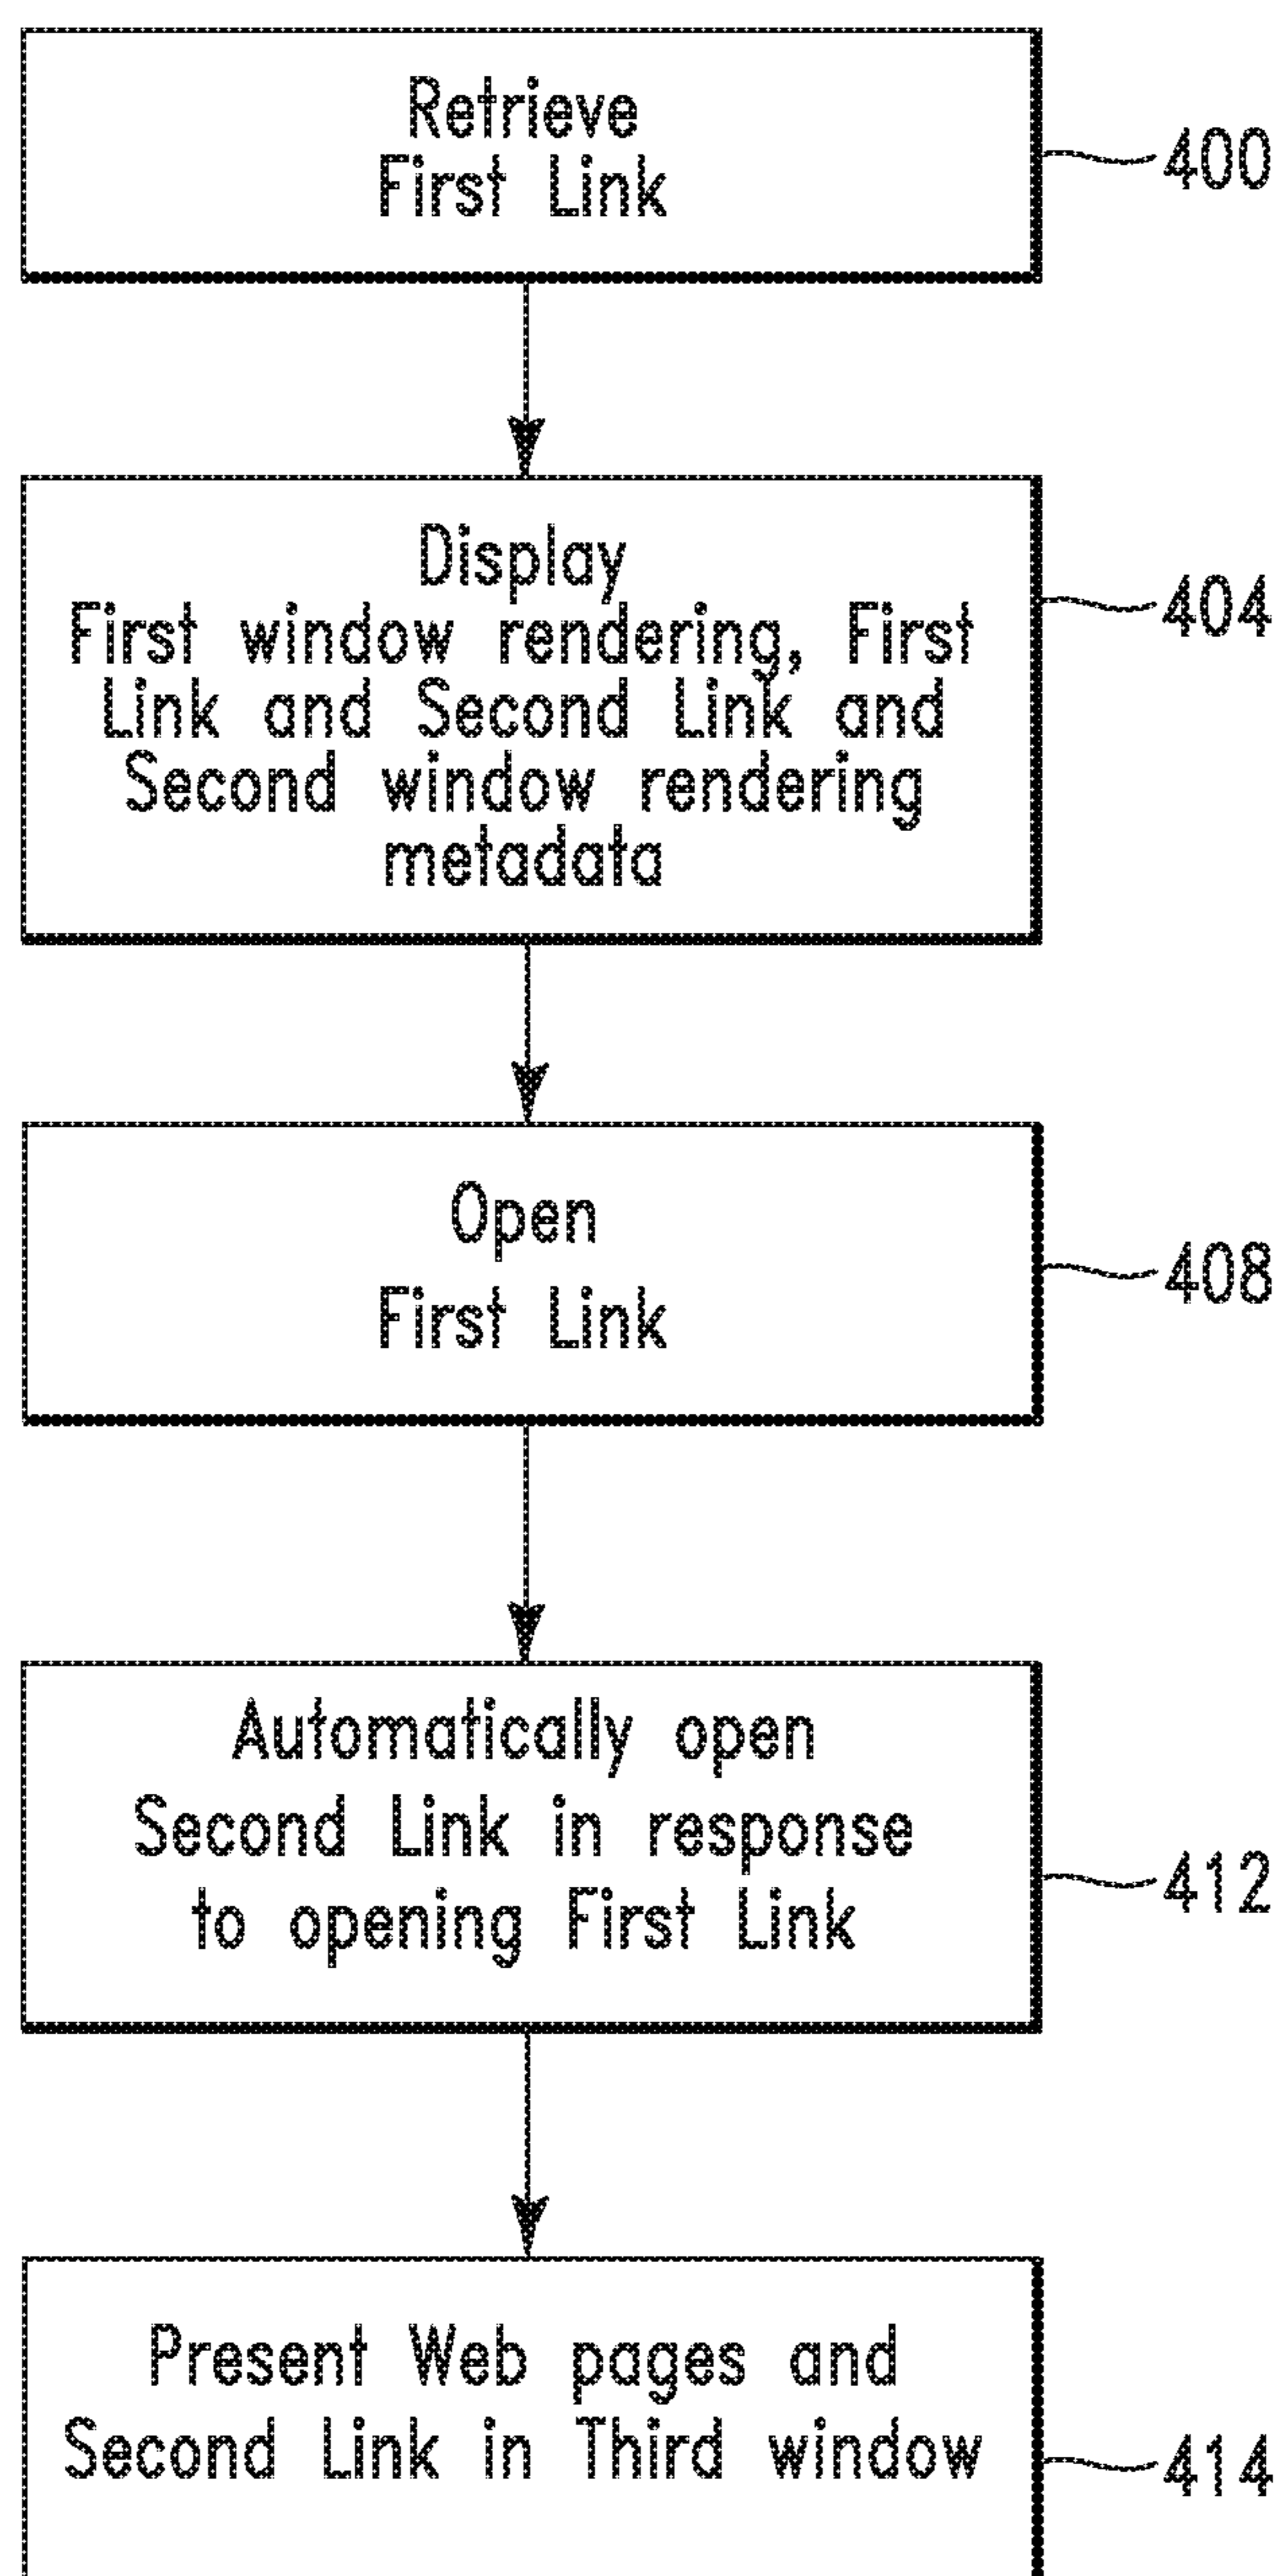 Retrieve
First Link
400
Display
First window rendering, First
Link and Second Link and
Second window rendering
metadata
404
Open
First Link
408
Automatically open
Second Link in response
to opening First Link
412
Present Web pages and
Second Link in Third window
414